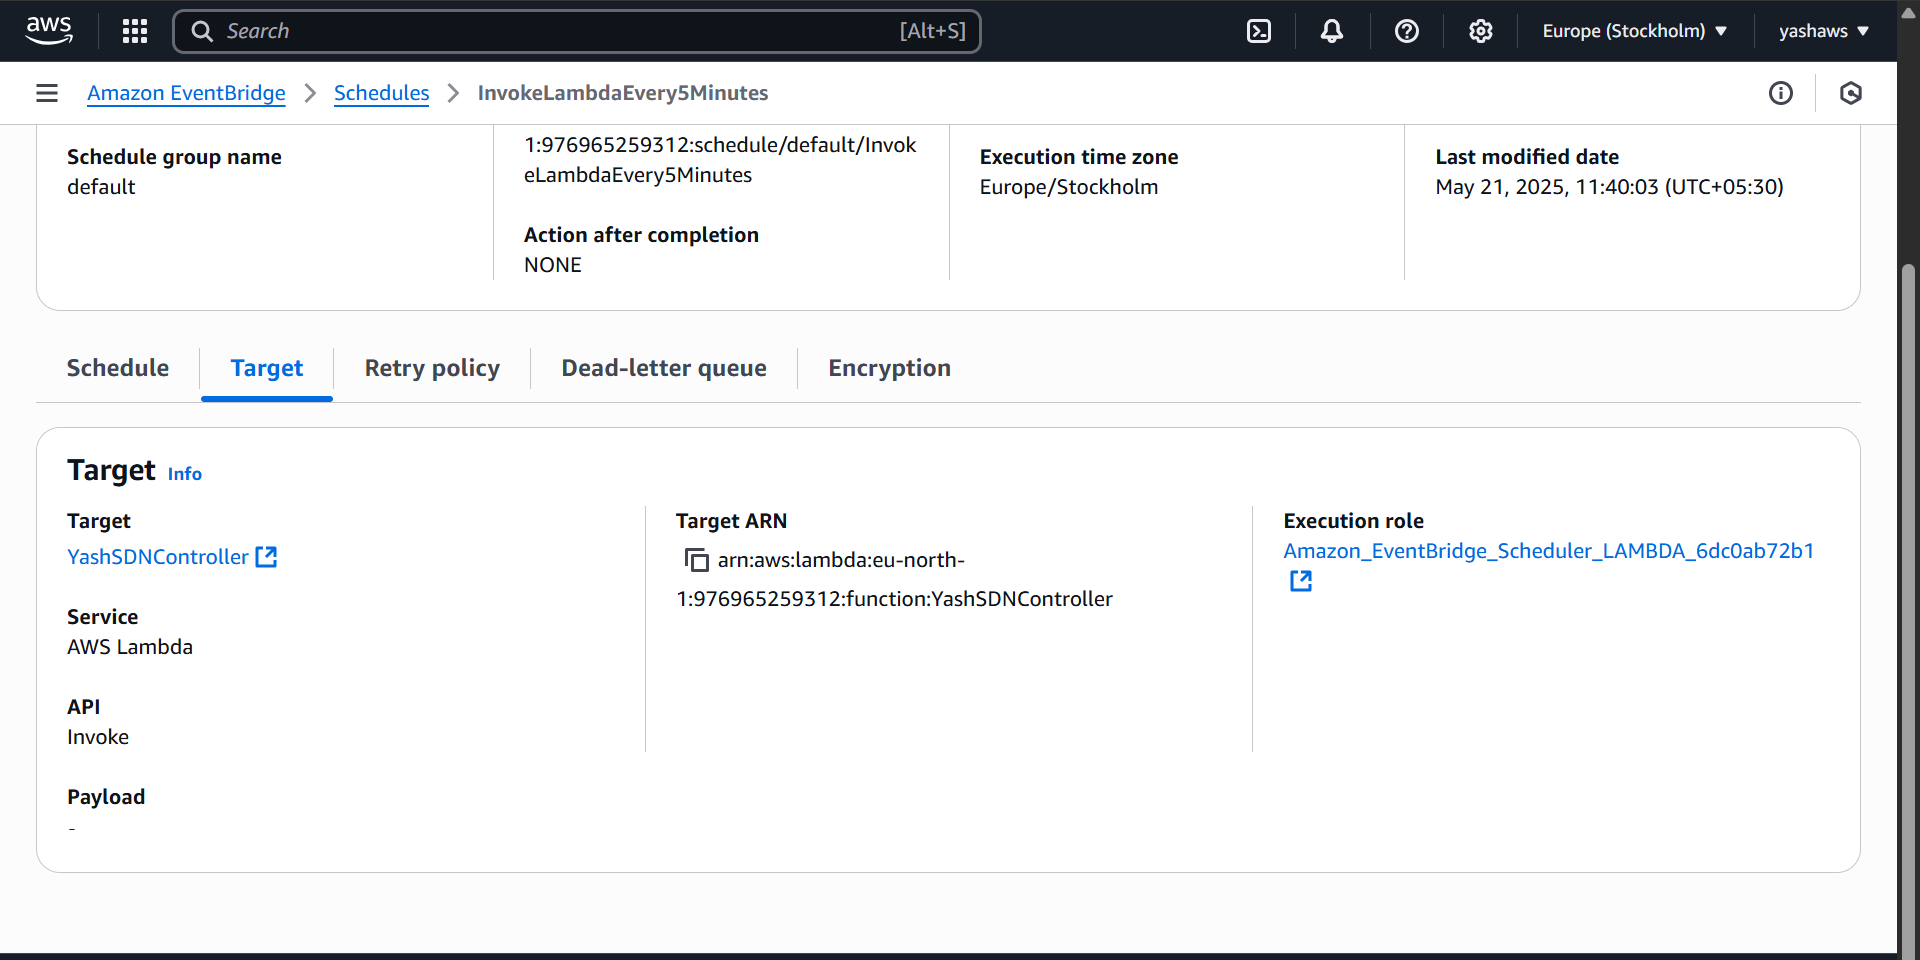 aws
Search
[Alt+S]
Europe (Stockholm)
yashaws
Amazon EventBridge
Schedules
InvokeLambdaEvery5Minutes
Schedule group name
default
1:976965259312:schedule/default/Invok
eLambdaEvery5Minutes
Action after completion
NONE
Execution time zone
Europe/Stockholm
Last modified date
May 21, 2025, 11:40:03 (UTC+05:30)
Schedule
Target
Retry policy
Dead-letter queue
Encryption
Target Info
Target
YashSDNController
Service
AWS Lambda
API
Invoke
Payload
-
Target ARN
arn:aws:lambda:eu-north-
1:976965259312:function:YashSDNController
Execution role
Amazon_EventBridge_Scheduler_LAMBDA_6dc0ab72b1